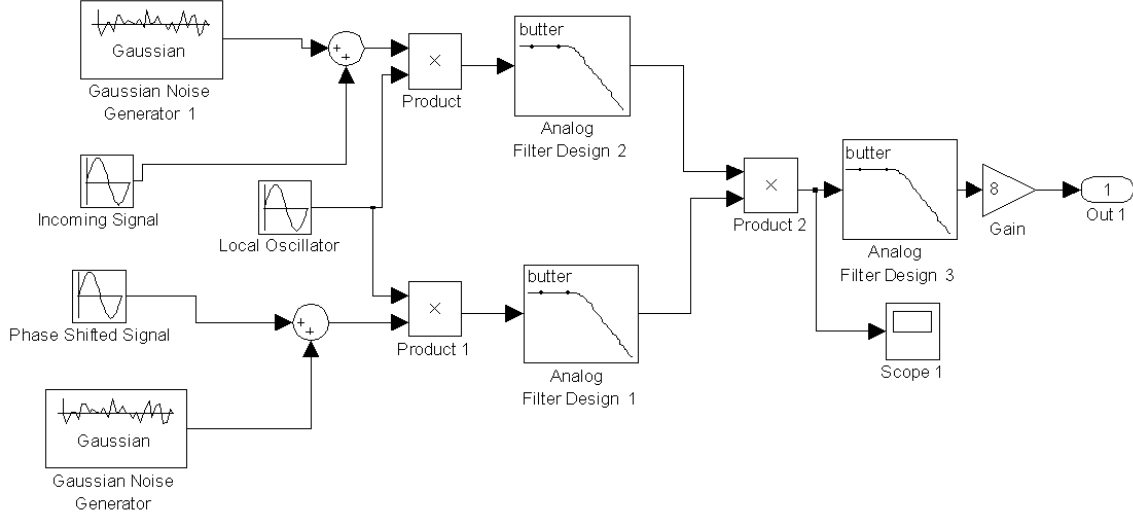 Gaussian
Gaussian Noise
Generator 1
+
+
×
Product
butter
Analog
Filter Design 2
Incoming Signal
Local Oscillator
×
Product 2
butter
Analog
Filter Design 3
8
Gain
1
Out 1
Phase Shifted Signal
+
+
×
Product 1
butter
Analog
Filter Design 1
Scope 1
Gaussian
Gaussian Noise
Generator